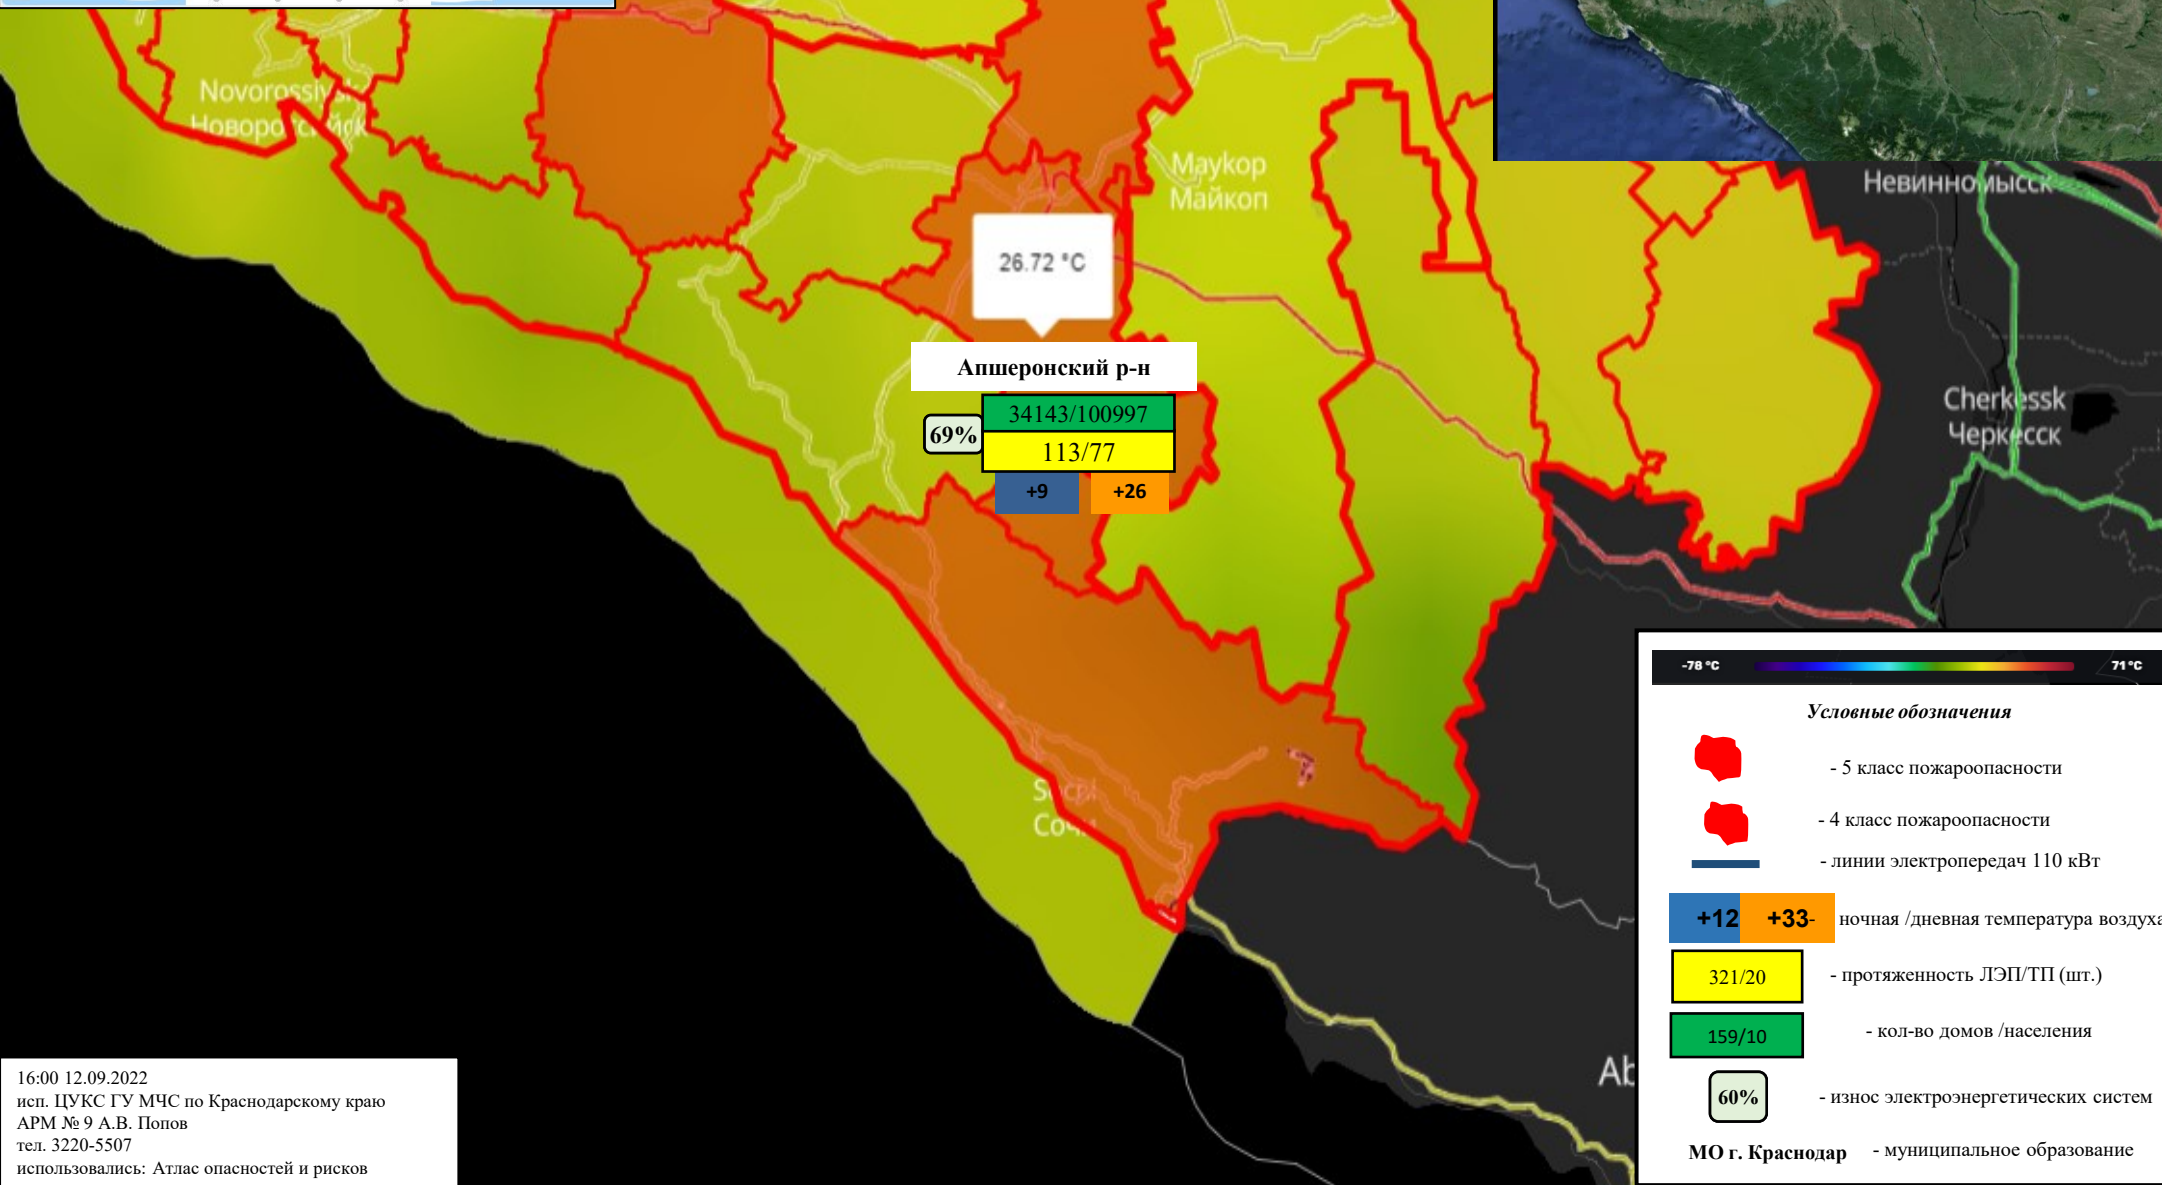 Novorossiysk
Новороссийск
Маукор
Майкоп
Невинномысск
26.72 °C
Апшеронский р-н
34143/100997
69%
113/77
+9 +26
Cherkessk
Черкесск
Sochi
Сочи
-78 °C 71 °C
Условные обозначения
- 5 класс пожароопасности
- 4 класс пожароопасности
- линии электропередач 110 кВт
+12 +33- ночная /дневная температура воздуха
321/20 - протяженность ЛЭП/ТП (шт.)
159/10 - кол-во домов /населения
Ab
60% - износ электроэнергетических систем
МО г. Краснодар - муниципальное образование
16:00 12.09.2022
исп. ЦУКС ГУ МЧС по Краснодарскому краю
АРМ № 9 А.В. Попов
тел. 3220-5507
использовались: Атлас опасностей и рисков